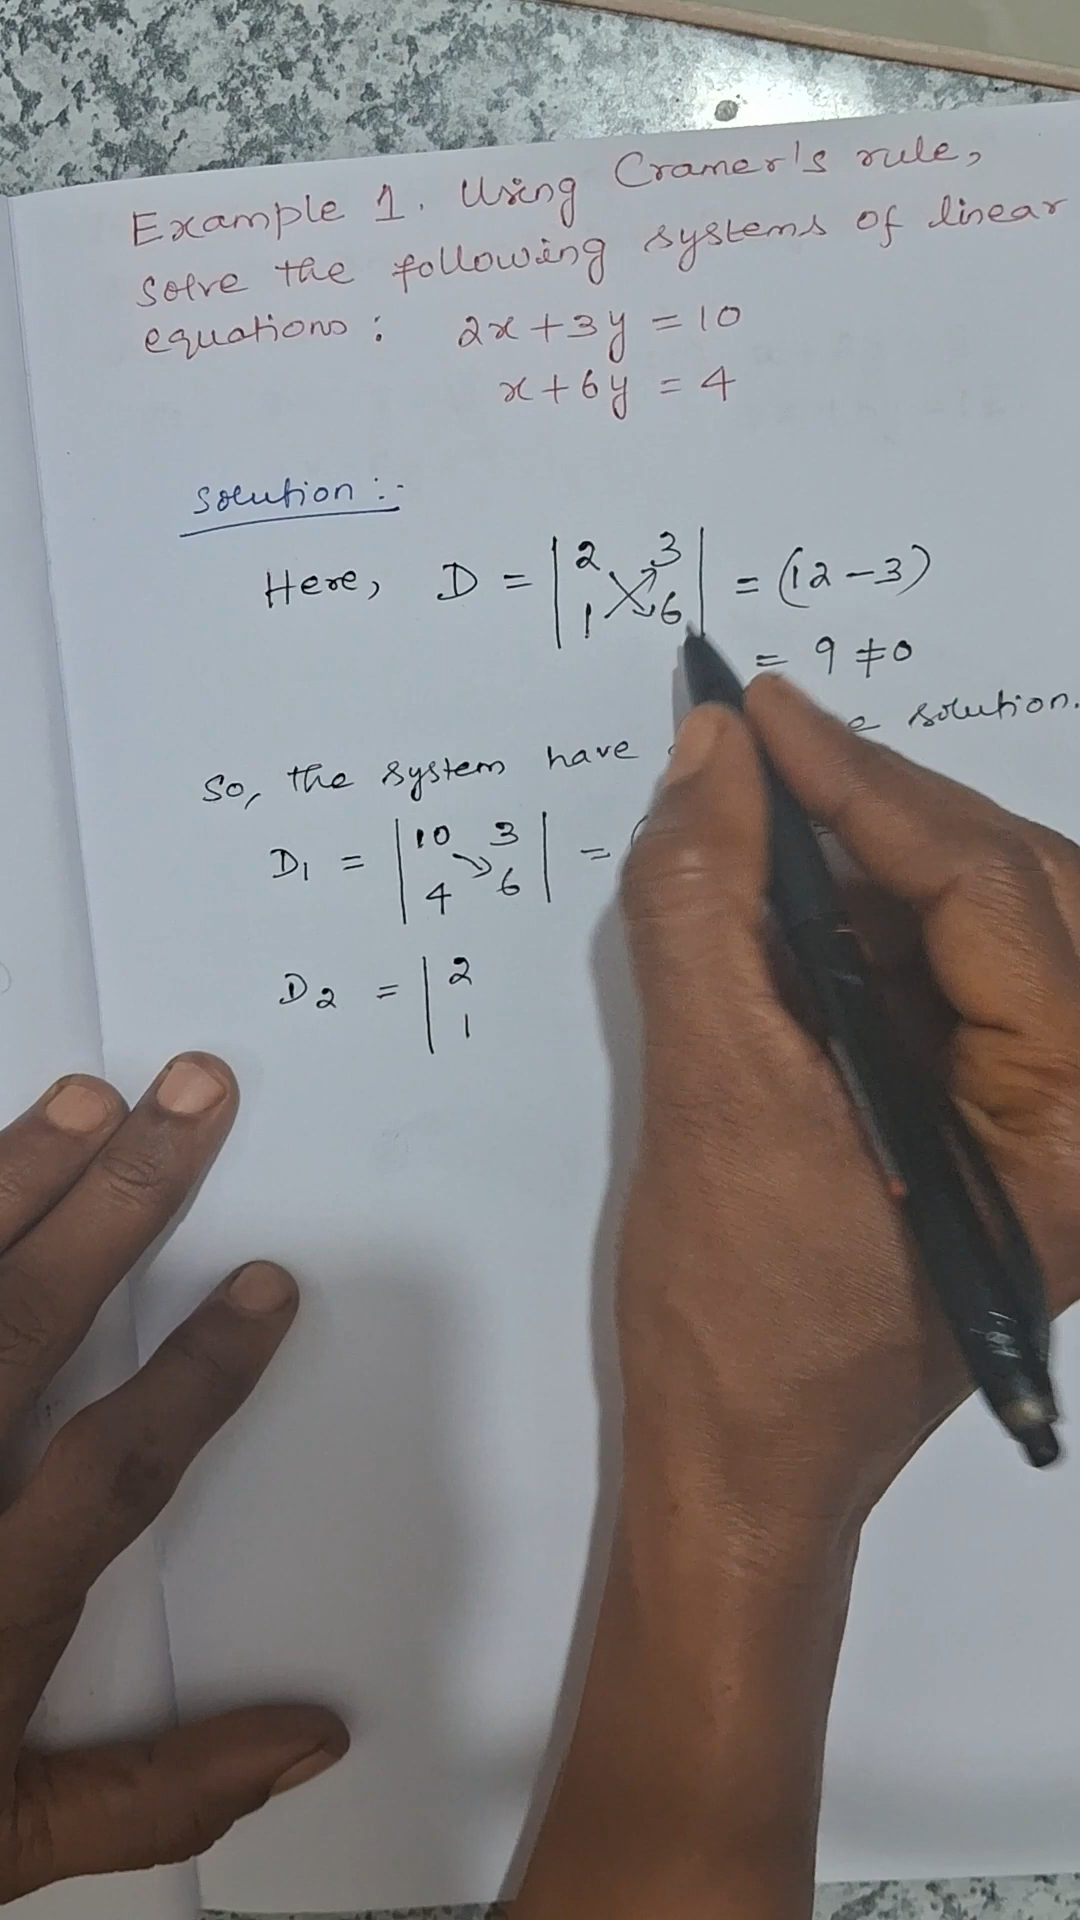 Example 1. Using Cramer's rule,
solve the following systems of linear
equations : 2x + 3y = 10
x + 6y = 4
Solution :-
Here, D = | 2 3 | = (12 - 3)
| 1 6 |
= 9 ≠ 0
So, the system have solution.
D1 = | 10 3 | = (
| 4 6 |
D2 = | 2
| 1